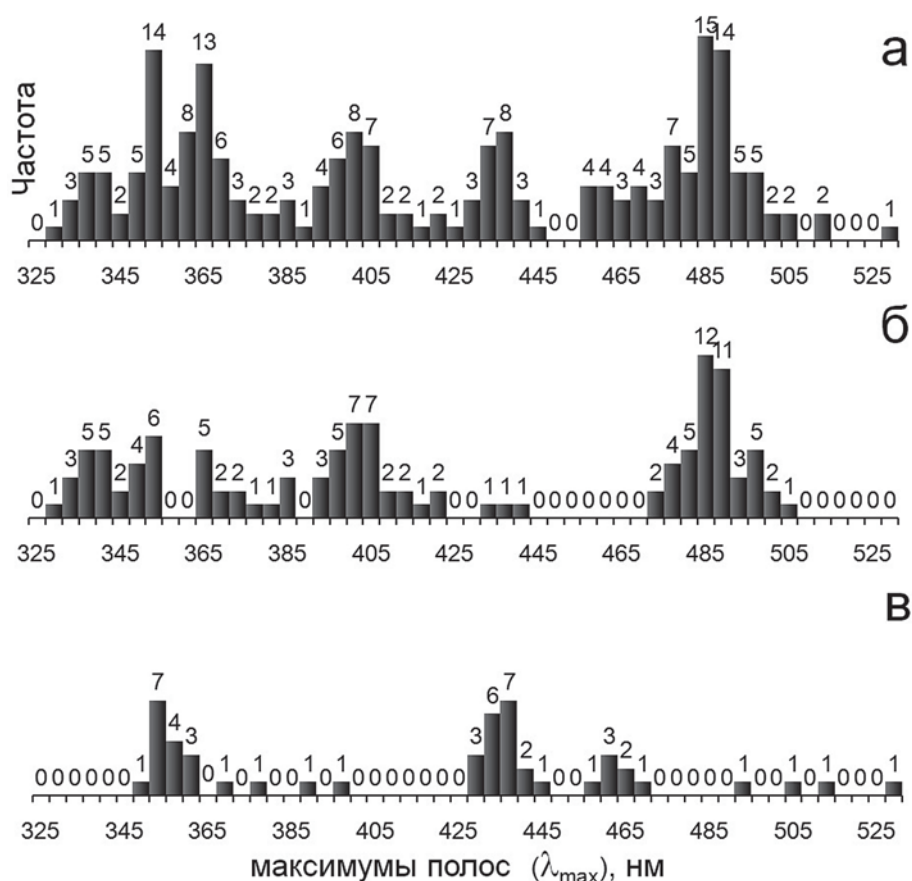 а
Частота
0 1 3 5 5 2 5 14 4 8 13 6 3 2 2 3 1 4 6 8 7 2 2 1 2 1 3 7 8 3 1 0 0 4 4 3 4 3 7 5 15 14 5 5 2 2 0 2 0 0 0 1
325 345 365 385 405 425 445 465 485 505 525
б
0 1 3 5 5 2 4 6 0 0 5 2 2 1 1 3 0 3 5 7 7 2 2 1 2 0 0 1 1 1 0 0 0 0 0 0 0 2 4 5 12 11 3 5 2 1 0 0 0 0 0 0
325 345 365 385 405 425 445 465 485 505 525
в
0 0 0 0 0 0 1 7 4 3 0 1 0 1 0 0 1 0 1 0 0 0 0 0 0 0 3 6 7 2 1 0 0 1 3 2 1 0 0 0 0 0 1 0 0 1 0 1 0 0 0 1
325 345 365 385 405 425 445 465 485 505 525
максимумы полос (λmax), нм